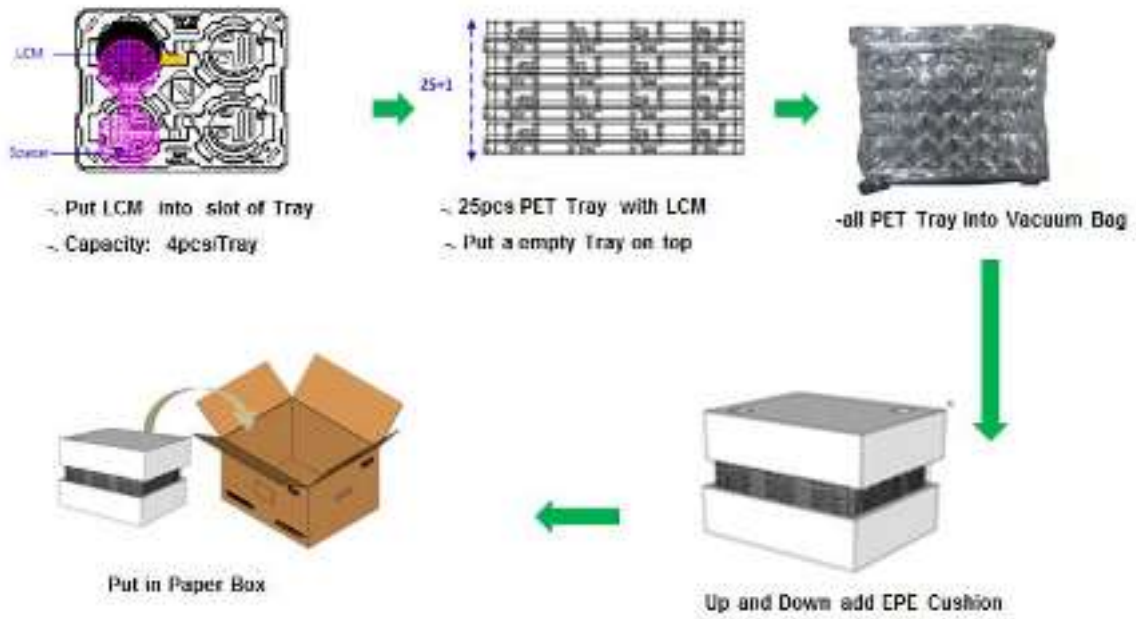 LCM
Spacer
-. Put LCM into slot of Tray
-. Capacity: 4pcs/Tray
25+1
-. 25pcs PET Tray with LCM
-. Put a empty Tray on top
-all PET Tray into Vacuum Bag
Up and Down add EPE Cushion
Put in Paper Box